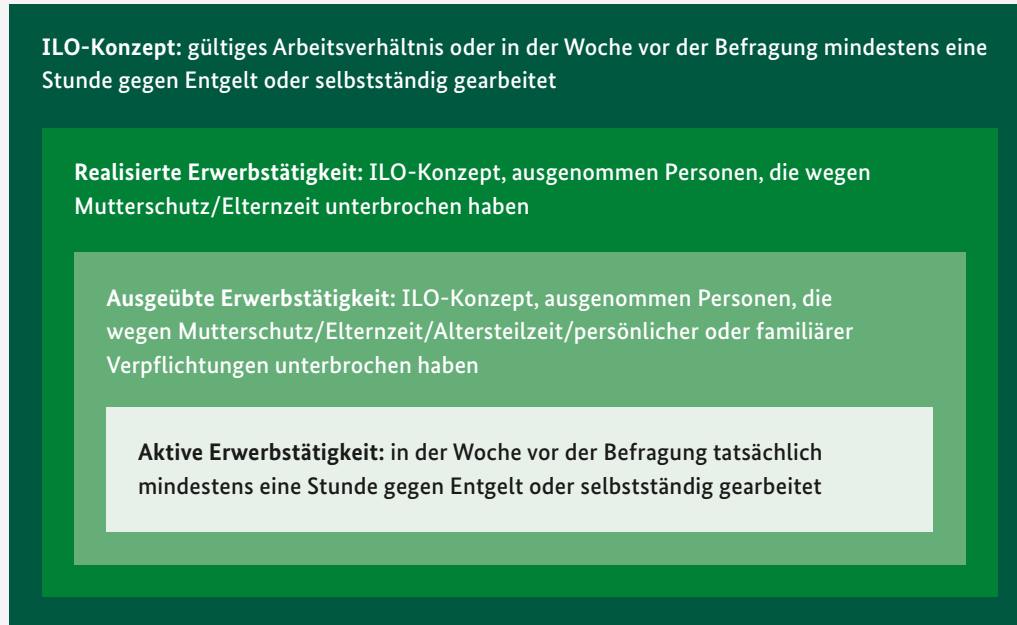 ILO-Konzept: gültiges Arbeitsverhältnis oder in der Woche vor der Befragung mindestens eine
Stunde gegen Entgelt oder selbstständig gearbeitet
Realisierte Erwerbstätigkeit: ILO-Konzept, ausgenommen Personen, die wegen
Mutterschutz/Elternzeit unterbrochen haben
Ausgeübte Erwerbstätigkeit: ILO-Konzept, ausgenommen Personen, die
wegen Mutterschutz/Elternzeit/Altersteilzeit/persönlicher oder familiärer
Verpflichtungen unterbrochen haben
Aktive Erwerbstätigkeit: in der Woche vor der Befragung tatsächlich
mindestens eine Stunde gegen Entgelt oder selbstständig gearbeitet